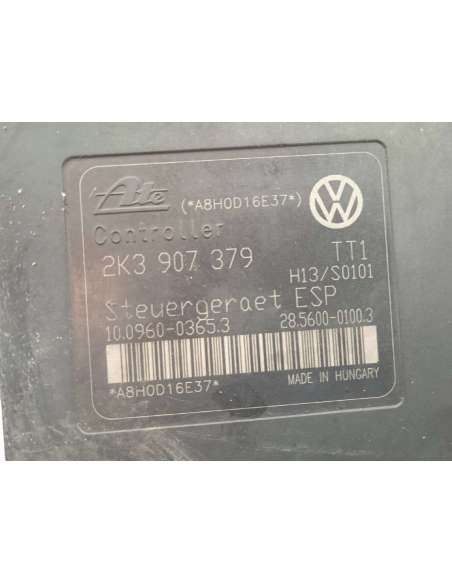 Ate (*A8H0D16E37*)
Controller
2K3 907 379 TT1
H13/S0101
Steuergeraet ESP
10.0960-0365.3 28.5600-0100.3
*A8H0D16E37* MADE IN HUNGARY